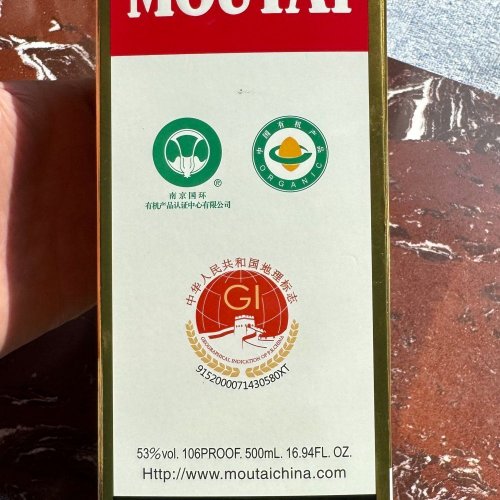 MOUTAI
中国有机产品
ORGANIC
®
南京国环
有机产品认证中心有限公司
中华人民共和国地理标志
GI
GEOGRAPHICAL INDICATION OF P.R.CHINA
9152000071430580XT
53%vol. 106PROOF. 500mL. 16.94FL. OZ.
Http://www.moutaichina.com